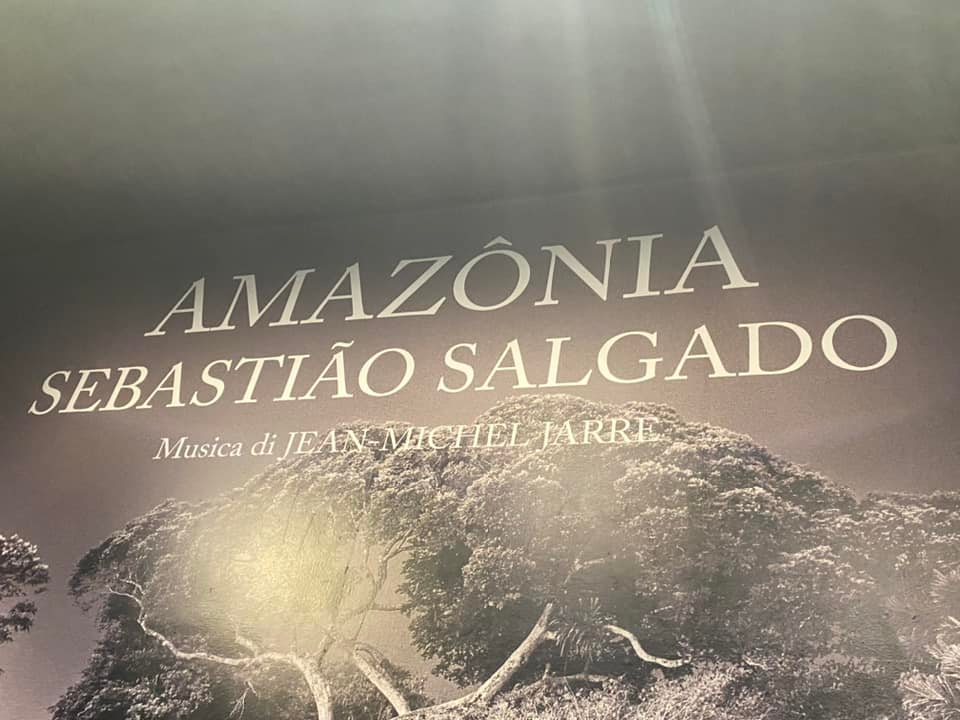 AMAZÔNIA
SEBASTIÃO SALGADO
Musica di JEAN-MICHEL JARRE